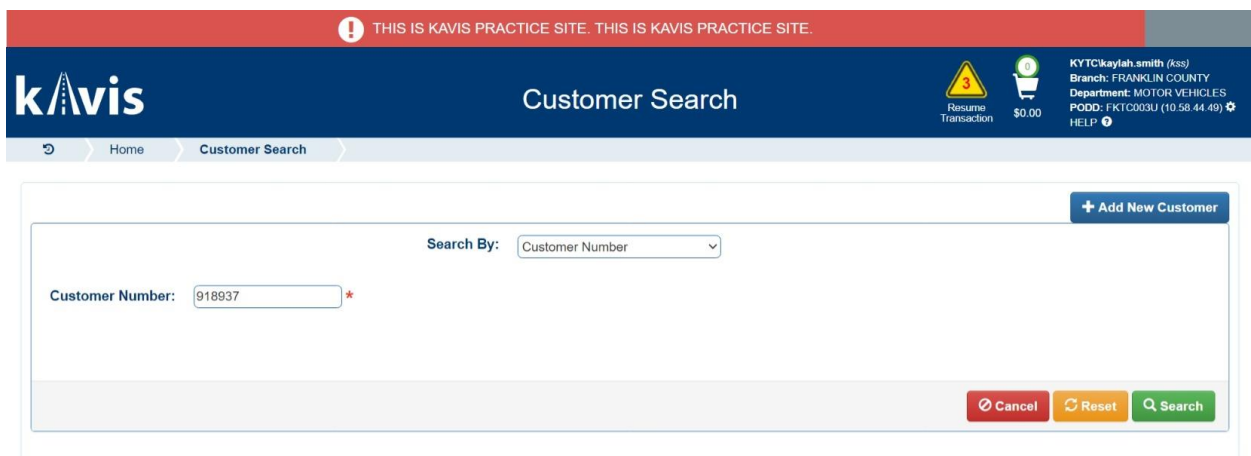 THIS IS KAVIS PRACTICE SITE. THIS IS KAVIS PRACTICE SITE.
kavis
Customer Search
3
Resume
Transaction
0
$0.00
KYTC\kaylah.smith (kss)
Branch: FRANKLIN COUNTY
Department: MOTOR VEHICLES
PODD: FKTC003U (10.58.44.49)
HELP ?
Home
Customer Search
+ Add New Customer
Search By: Customer Number
Customer Number: 918937 *
Cancel
Reset
Search